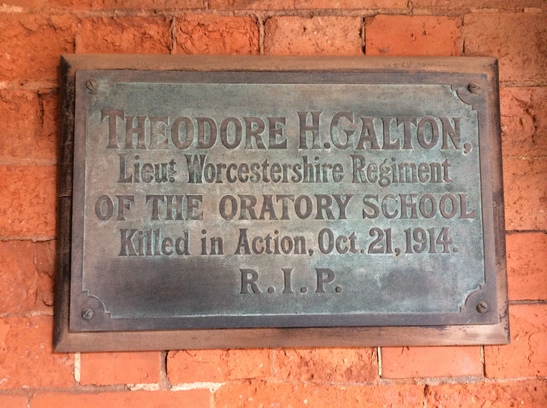 THEODORE H. GALTON,
Lieut Worcestershire Regiment
OF THE ORATORY SCHOOL
Killed in Action, Oct. 21, 1914.
R.I.P.